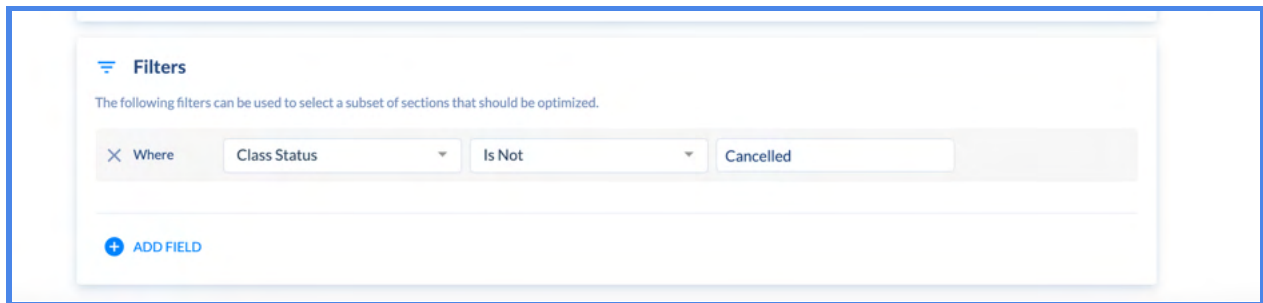 Filters
The following filters can be used to select a subset of sections that should be optimized.
Where Class Status Is Not Cancelled
ADD FIELD